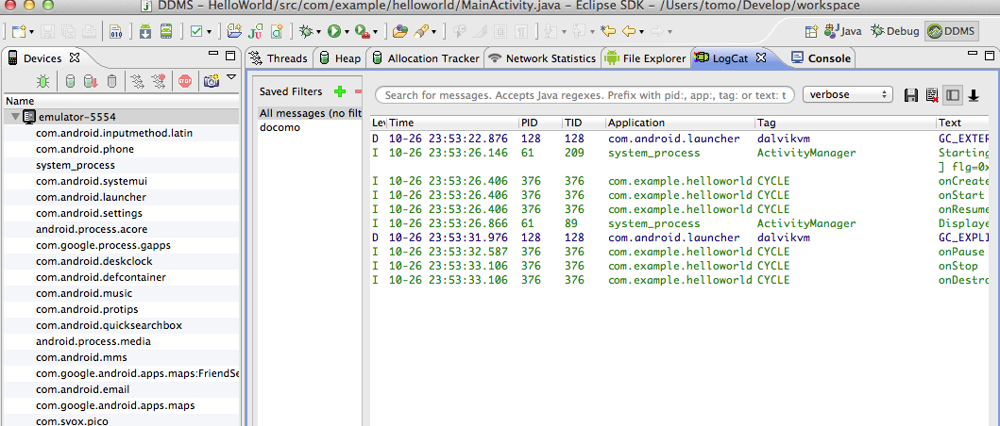 DDMS - HelloWorld/src/com/example/helloworld/MainActivity.java - Eclipse SDK - /Users/tomo/Develop/workspace
Java Debug DDMS
Devices
Name
emulator-5554
com.android.inputmethod.latin
com.android.phone
system_process
com.android.systemui
com.android.launcher
com.android.settings
android.process.acore
com.google.process.gapps
com.android.deskclock
com.android.defcontainer
com.android.music
com.android.protips
com.android.quicksearchbox
android.process.media
com.android.mms
com.google.android.apps.maps:FriendSe
com.android.email
com.google.android.apps.maps
com.svox.pico
Threads Heap Allocation Tracker Network Statistics File Explorer LogCat Console
Saved Filters
All messages (no filt
docomo
Search for messages. Accepts Java regexes. Prefix with pid:, app:, tag: or text: t
verbose
Lev Time PID TID Application Tag Text
D 10-26 23:53:22.876 128 128 com.android.launcher dalvikvm GC_EXTER
I 10-26 23:53:26.146 61 209 system_process ActivityManager Starting
] flg=0x
I 10-26 23:53:26.406 376 376 com.example.helloworld CYCLE onCreate
I 10-26 23:53:26.406 376 376 com.example.helloworld CYCLE onStart
I 10-26 23:53:26.406 376 376 com.example.helloworld CYCLE onResume
I 10-26 23:53:26.866 61 89 system_process ActivityManager Displaye
D 10-26 23:53:31.976 128 128 com.android.launcher dalvikvm GC_EXPLI
I 10-26 23:53:32.587 376 376 com.example.helloworld CYCLE onPause
I 10-26 23:53:33.106 376 376 com.example.helloworld CYCLE onStop
I 10-26 23:53:33.106 376 376 com.example.helloworld CYCLE onDestro